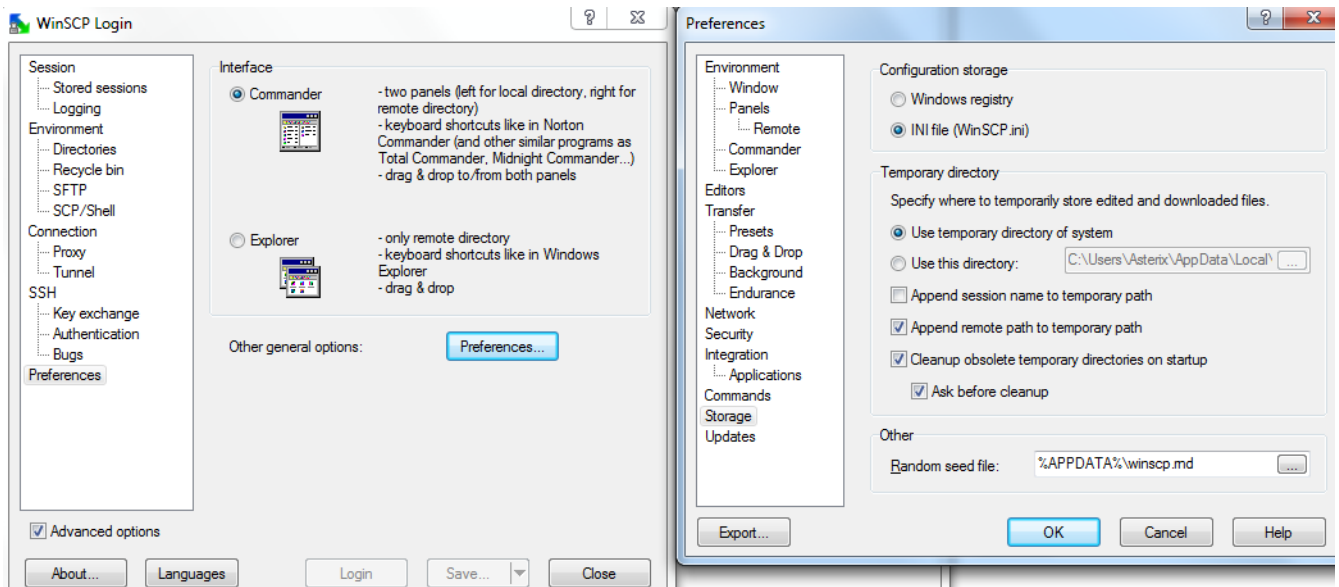 WinSCP Login
Session
Stored sessions
Logging
Environment
Directories
Recycle bin
SFTP
SCP/Shell
Connection
Proxy
Tunnel
SSH
Key exchange
Authentication
Bugs
Preferences
Interface
Commander
- two panels (left for local directory, right for
remote directory)
- keyboard shortcuts like in Norton
Commander (and other similar programs as
Total Commander, Midnight Commander...)
- drag & drop to/from both panels
Explorer
- only remote directory
- keyboard shortcuts like in Windows
Explorer
- drag & drop
Other general options:
Preferences...
Advanced options
About...
Languages
Login
Save...
Close
Preferences
Environment
Window
Panels
Remote
Commander
Explorer
Editors
Transfer
Presets
Drag & Drop
Background
Endurance
Network
Security
Integration
Applications
Commands
Storage
Updates
Configuration storage
Windows registry
INI file (WinSCP.ini)
Temporary directory
Specify where to temporarily store edited and downloaded files.
Use temporary directory of system
Use this directory:
C:\Users\Asterix\AppData\Local\
...
Append session name to temporary path
Append remote path to temporary path
Cleanup obsolete temporary directories on startup
Ask before cleanup
Other
Random seed file:
%APPDATA%\winscp.rnd
...
Export...
OK
Cancel
Help